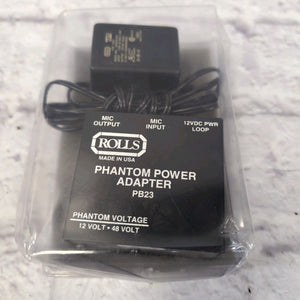 MIC OUTPUT
MIC INPUT
12VDC PWR LOOP
ROLLS
MADE IN USA
PHANTOM POWER
ADAPTER
PB23
PHANTOM VOLTAGE
12 VOLT • 48 VOLT